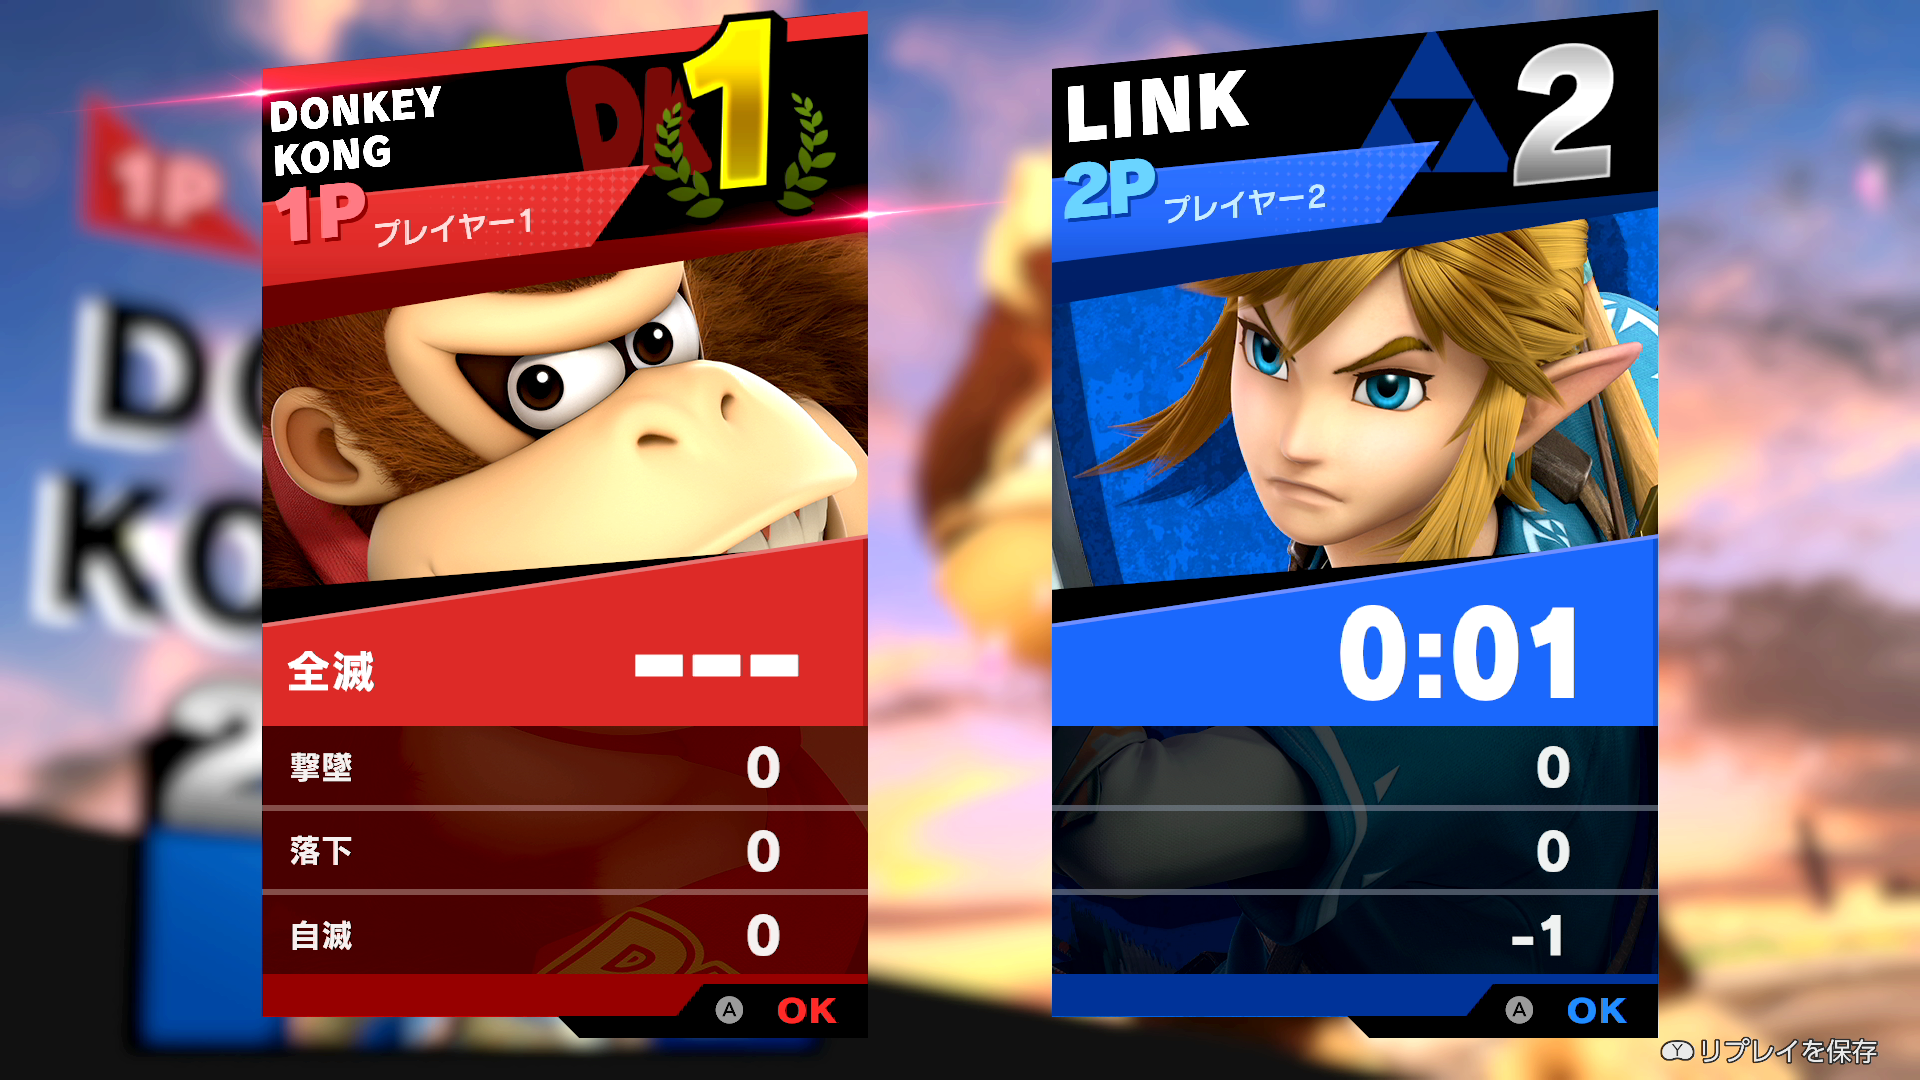 DONKEY
KONG
DK
1
1P
プレイヤー1
全滅
---
撃墜 0
落下 0
自滅 0
A OK
LINK
2
2P
プレイヤー2
0:01
0
0
-1
A OK
1P
Y リプレイを保存